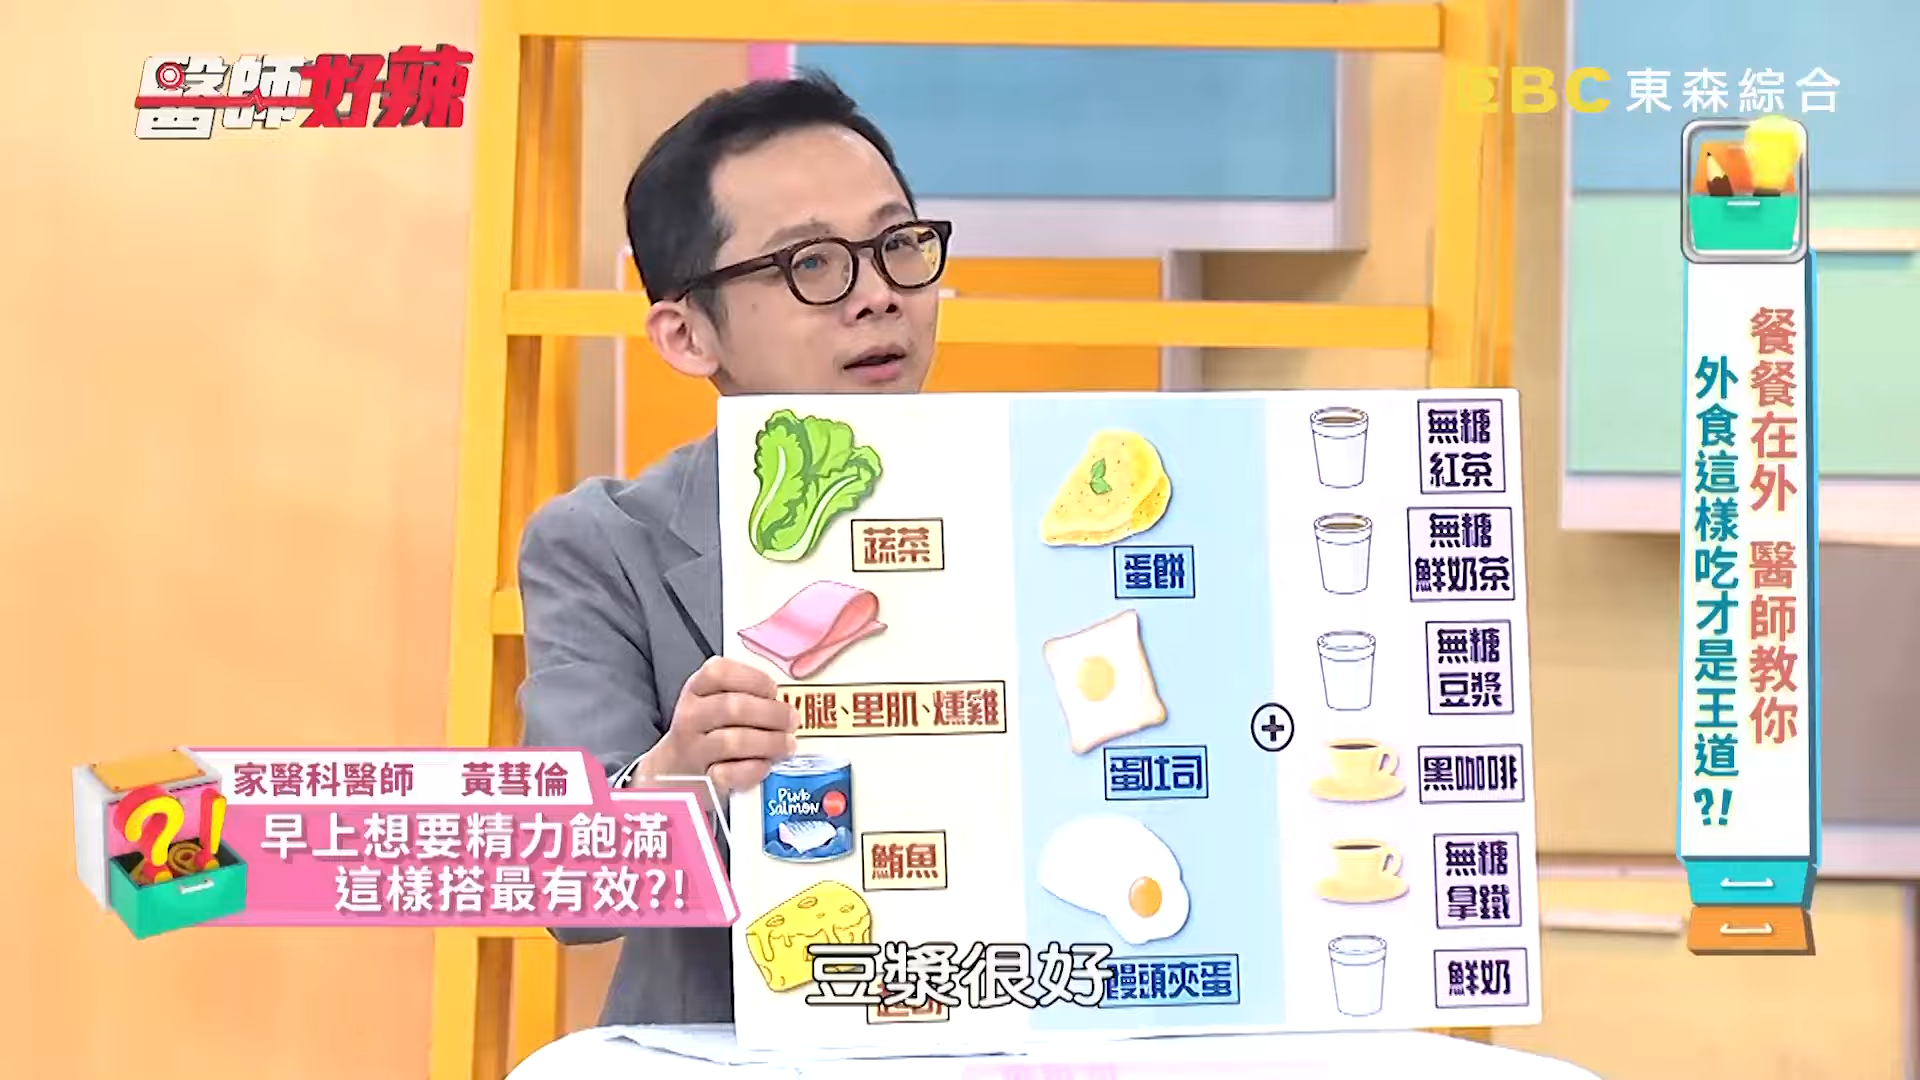 醫師好辣
EBC 東森綜合
餐餐在外 醫師教你
外食這樣吃才是王道?!
蔬菜
火腿、里肌、燻雞
Pink
Salmon
鮪魚
起司
蛋餅
蛋吐司
饅頭夾蛋
+
無糖
紅茶
無糖
鮮奶茶
無糖
豆漿
黑咖啡
無糖
拿鐵
鮮奶
家醫科醫師 黃彗倫
早上想要精力飽滿
這樣搭最有效?!
豆漿很好